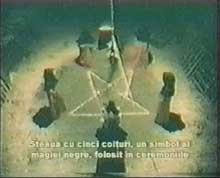 Steaua cu cinci colturi, un simbol al
magiei negre, folosit in ceremoniile